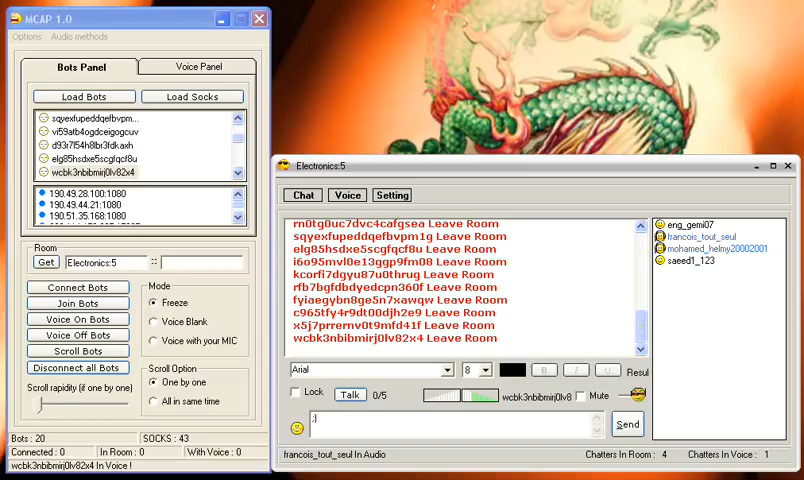 MCAP 1.0
Options Audio methods
Bots Panel Voice Panel
Load Bots Load Socks
sqyexfupeddqefbvpm...
vi59atb4ogdceigogcuv
d93r7f54h8lbr3fdkaxh
elg85hsdxe5scgfqcf8u
wcbk3nbibmirj0lv82x4
190.49.28.100:1080
190.49.44.21:1080
190.51.35.168:1080
Room
Get Electronics:5 ::
Connect Bots
Join Bots
Voice On Bots
Voice Off Bots
Scroll Bots
Disconnect all Bots
Scroll rapidity (if one by one)
Mode
Freeze
Voice Blank
Voice with your MIC
Scroll Option
One by one
All in same time
Bots : 20 SOCKS : 43
Connected : 0 In Room : 0 With Voice : 0
wcbk3nbibmirj0lv82x4 In Voice !
Electronics:5
Chat Voice Setting
rn0tg0uc7dvc4cafgsea Leave Room
sqyexfupeddqefbvpm1g Leave Room
elg85hsdxe5scgfqcf8u Leave Room
i6o95mvl0e13ggp9fm08 Leave Room
kcorfi7dgyu87u0thrug Leave Room
rfb7bgfdbdyedcpn360f Leave Room
fyiaegybn8ge5n7xawqw Leave Room
c965tfy4r9dt00djh2e9 Leave Room
x5j7prrernv0t9mfd41f Leave Room
wcbk3nbibmirj0lv82x4 Leave Room
eng_gemi07
francois_tout_seul
mohamed_helmy20002001
saeed1_123
Arial 8 B I U Resul
Lock Talk 0/5 wcbk3nbibmirj0lv8 Mute
;)
Send
francois_tout_seul In Audio Chatters In Room : 4 Chatters In Voice : 1